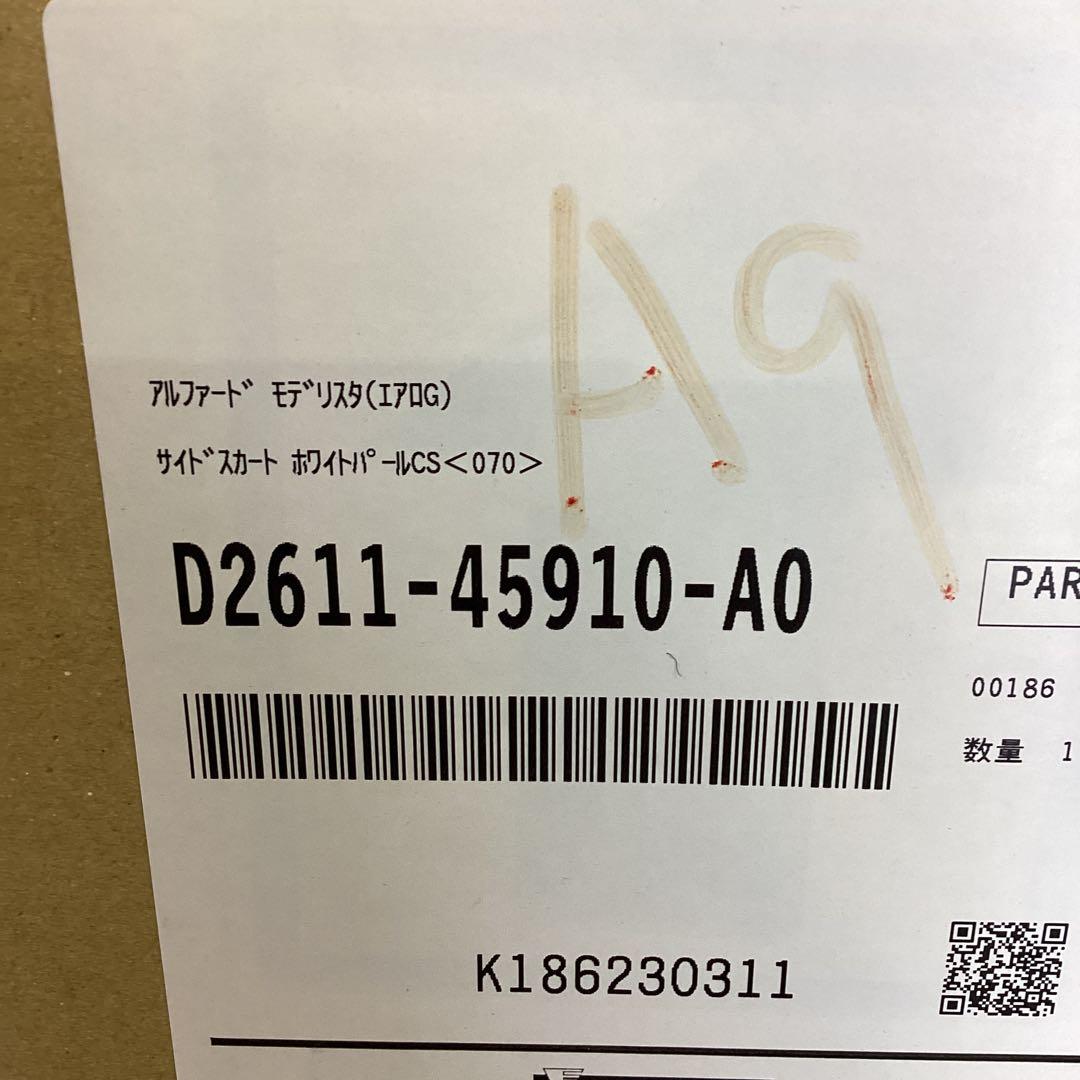 A9
ｱﾙﾌｧｰﾄﾞ ﾓﾃﾞﾘｽﾀ(ｴｱﾛG)
ｻｲﾄﾞｽｶｰﾄ ﾎﾜｲﾄﾊﾟｰﾙCS<070>
D2611-45910-A0
PAR
00186
数量 1
K186230311